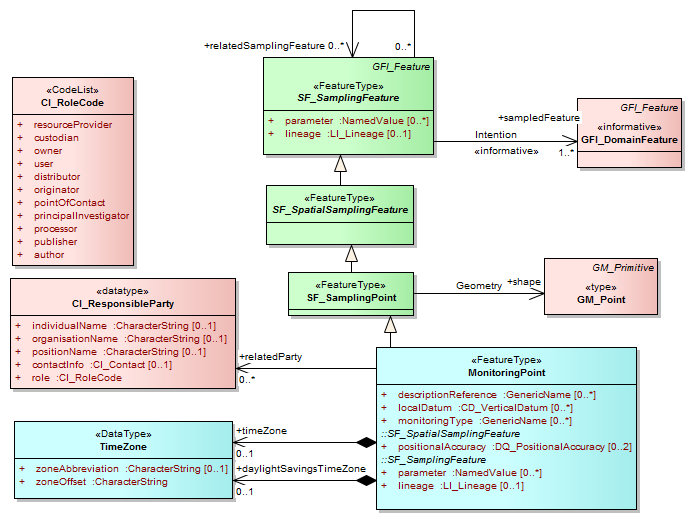 +relatedSamplingFeature 0..*
0..*
GFI_Feature
«FeatureType»
SF_SamplingFeature
+ parameter :NamedValue [0..*]
+ lineage :LI_Lineage [0..1]
«CodeList»
CI_RoleCode
+ resourceProvider
+ custodian
+ owner
+ user
+ distributor
+ originator
+ pointOfContact
+ principalInvestigator
+ processor
+ publisher
+ author
+sampledFeature
Intention
«informative»
1..*
GFI_Feature
«informative»
GFI_DomainFeature
«FeatureType»
SF_SpatialSamplingFeature
«FeatureType»
SF_SamplingPoint
Geometry
+shape
GM_Primitive
«type»
GM_Point
«datatype»
CI_ResponsibleParty
+ individualName :CharacterString [0..1]
+ organisationName :CharacterString [0..1]
+ positionName :CharacterString [0..1]
+ contactInfo :CI_Contact [0..1]
+ role :CI_RoleCode
+relatedParty
0..*
«FeatureType»
MonitoringPoint
+ descriptionReference :GenericName [0..*]
+ localDatum :CD_VerticalDatum [0..*]
+ monitoringType :GenericName [0..*]
::SF_SpatialSamplingFeature
+ positionalAccuracy :DQ_PositionalAccuracy [0..2]
::SF_SamplingFeature
+ parameter :NamedValue [0..*]
+ lineage :LI_Lineage [0..1]
«DataType»
TimeZone
+ zoneAbbreviation :CharacterString [0..1]
+ zoneOffset :CharacterString
+timeZone
0..1
+daylightSavingsTimeZone
0..1